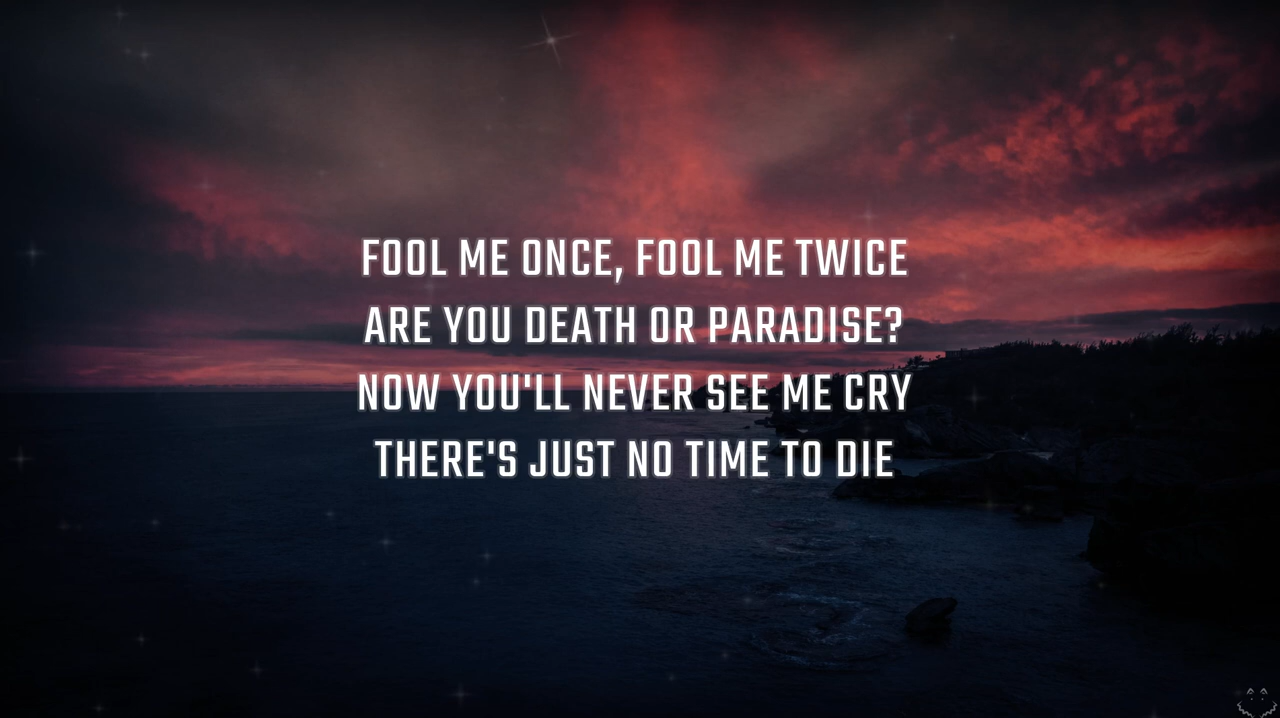 FOOL ME ONCE, FOOL ME TWICE
ARE YOU DEATH OR PARADISE?
NOW YOU'LL NEVER SEE ME CRY
THERE'S JUST NO TIME TO DIE